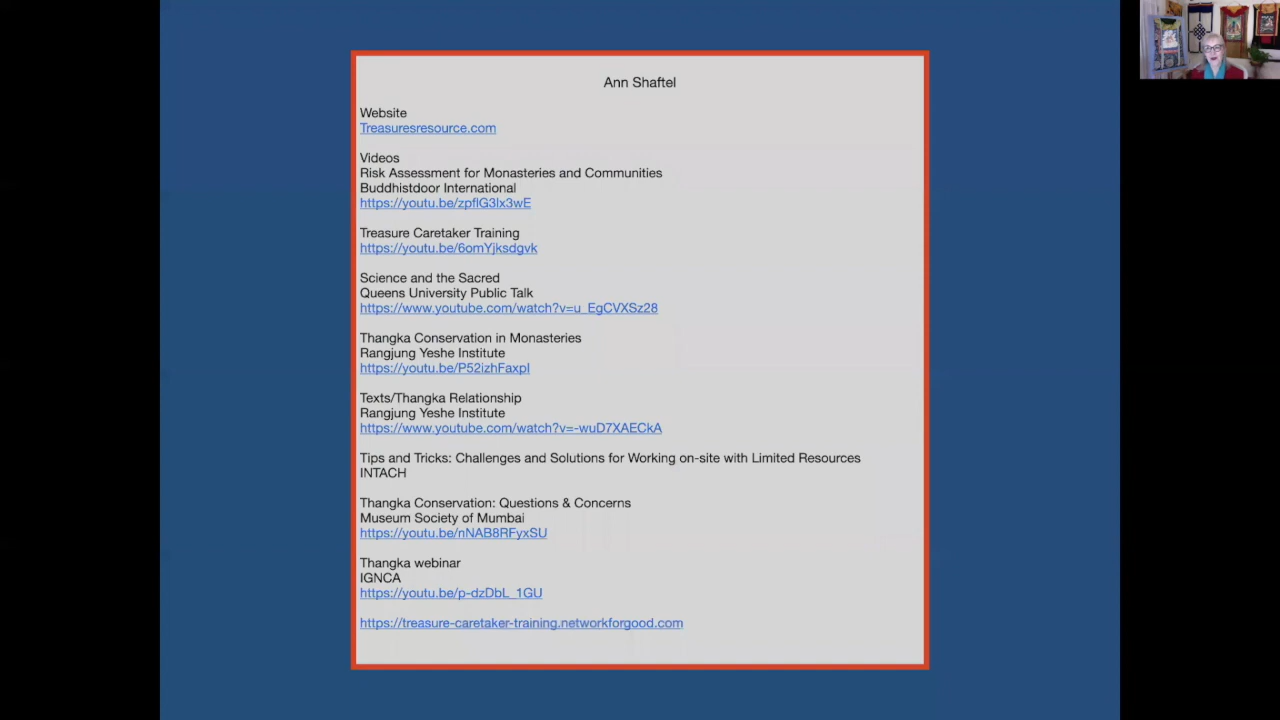 Ann Shaftel
Website
Treasuresresource.com
Videos
Risk Assessment for Monasteries and Communities
Buddhistdoor International
https://youtu.be/zpflG3lx3wE
Treasure Caretaker Training
https://youtu.be/6omYjksdgvk
Science and the Sacred
Queens University Public Talk
https://www.youtube.com/watch?v=u_EgCVXSz28
Thangka Conservation in Monasteries
Rangjung Yeshe Institute
https://youtu.be/P52izhFaxpI
Texts/Thangka Relationship
Rangjung Yeshe Institute
https://www.youtube.com/watch?v=-wuD7XAECkA
Tips and Tricks: Challenges and Solutions for Working on-site with Limited Resources
INTACH
Thangka Conservation: Questions & Concerns
Museum Society of Mumbai
https://youtu.be/nNAB8RFyxSU
Thangka webinar
IGNCA
https://youtu.be/p-dzDbL_1GU
https://treasure-caretaker-training.networkforgood.com